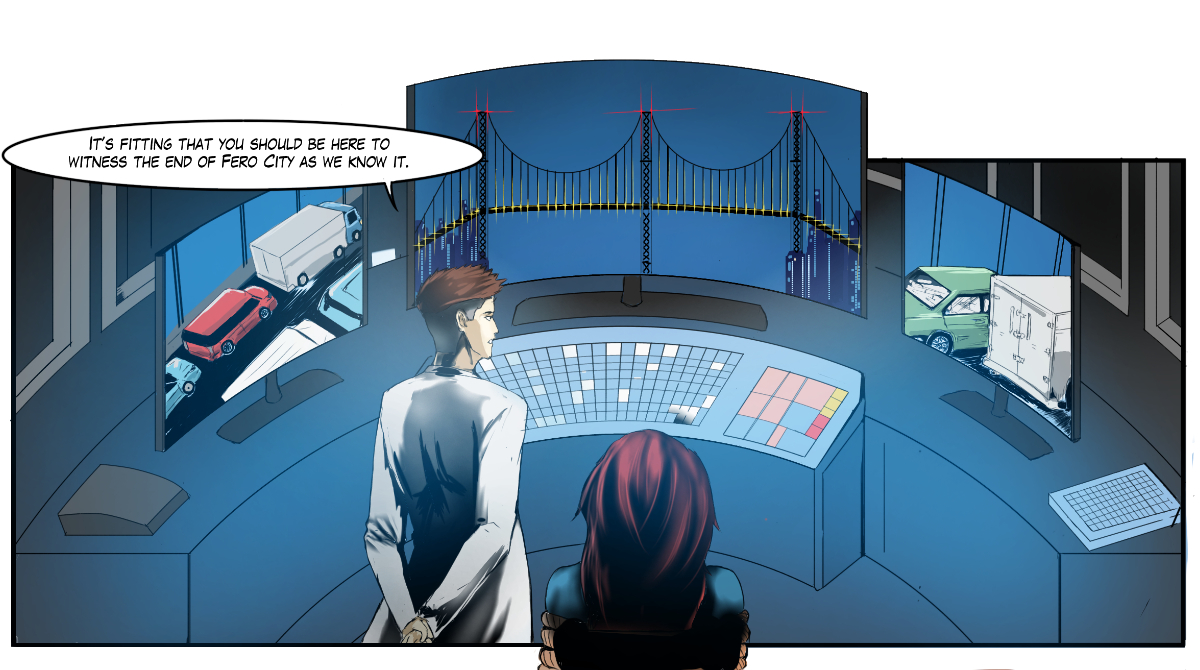 It's fitting that you should be here to
witness the end of Fero City as we know it.